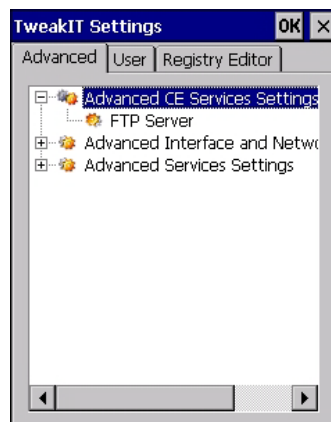 TweakIT Settings OK ×
Advanced User Registry Editor
Advanced CE Services Settings
FTP Server
Advanced Interface and Netwo
Advanced Services Settings